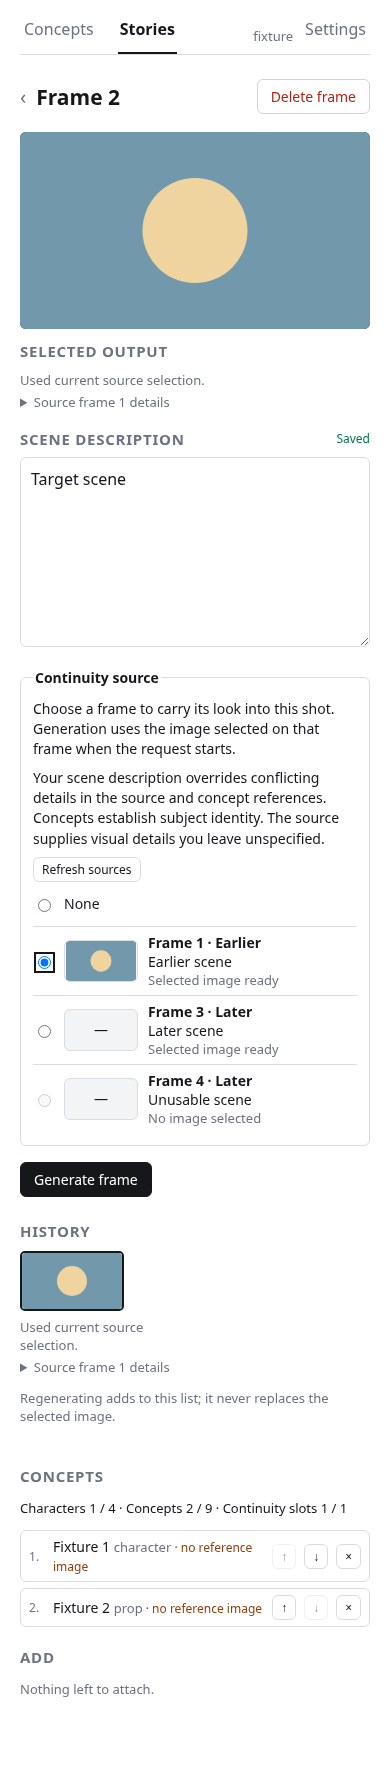 Concepts Stories fixture Settings
‹ Frame 2 Delete frame
SELECTED OUTPUT
Used current source selection.
▶ Source frame 1 details
SCENE DESCRIPTION Saved
Target scene
Continuity source
Choose a frame to carry its look into this shot.
Generation uses the image selected on that
frame when the request starts.
Your scene description overrides conflicting
details in the source and concept references.
Concepts establish subject identity. The source
supplies visual details you leave unspecified.
Refresh sources
None
Frame 1 · Earlier
Earlier scene
Selected image ready
—
Frame 3 · Later
Later scene
Selected image ready
—
Frame 4 · Later
Unusable scene
No image selected
Generate frame
HISTORY
Used current source
selection.
▶ Source frame 1 details
Regenerating adds to this list; it never replaces the
selected image.
CONCEPTS
Characters 1 / 4 · Concepts 2 / 9 · Continuity slots 1 / 1
1. Fixture 1 character · no reference
image ↑ ↓ ×
2. Fixture 2 prop · no reference image ↑ ↓ ×
ADD
Nothing left to attach.